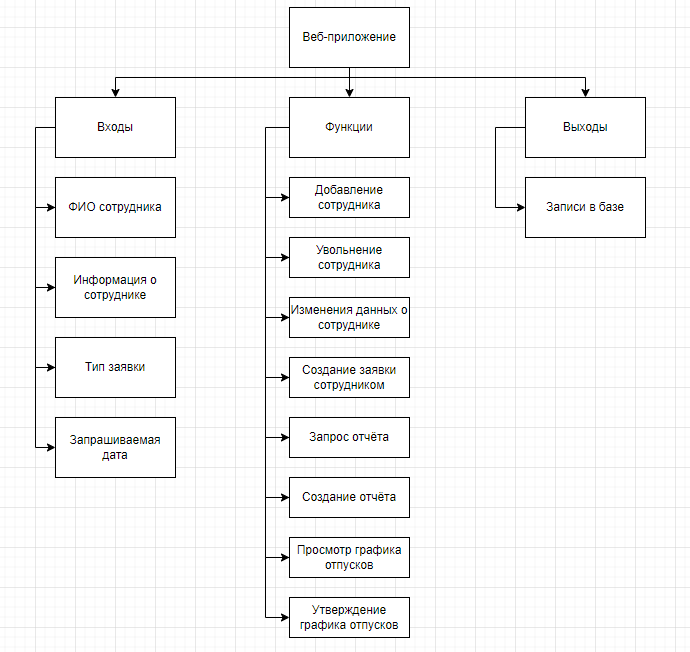 Веб-приложение
Входы
ФИО сотрудника
Информация о
сотруднике
Тип заявки
Запрашиваемая
дата
Функции
Добавление
сотрудника
Увольнение
сотрудника
Изменения данных о
сотруднике
Создание заявки
сотрудником
Запрос отчёта
Создание отчёта
Просмотр графика
отпусков
Утверждение
графика отпусков
Выходы
Записи в базе